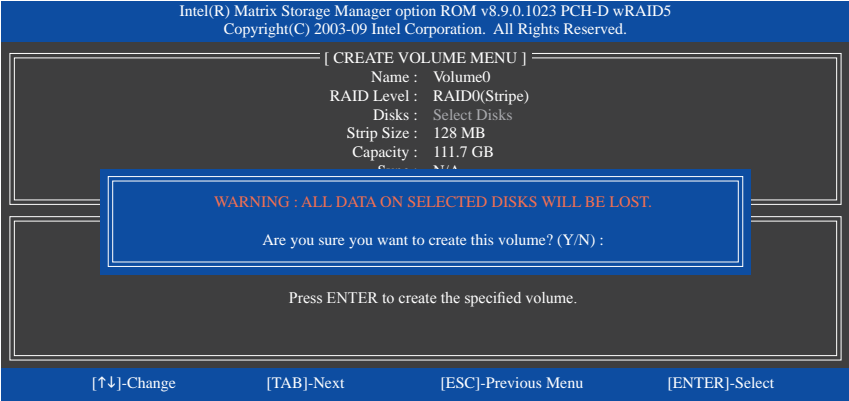 Intel(R) Matrix Storage Manager option ROM v8.9.0.1023 PCH-D wRAID5
Copyright(C) 2003-09 Intel Corporation.  All Rights Reserved.
[ CREATE VOLUME MENU ]
Name : Volume0
RAID Level : RAID0(Stripe)
Disks : Select Disks
Strip Size : 128 MB
Capacity : 111.7 GB
Sync : N/A
WARNING : ALL DATA ON SELECTED DISKS WILL BE LOST.
Are you sure you want to create this volume? (Y/N) :
Press ENTER to create the specified volume.
[↑↓]-Change [TAB]-Next [ESC]-Previous Menu [ENTER]-Select